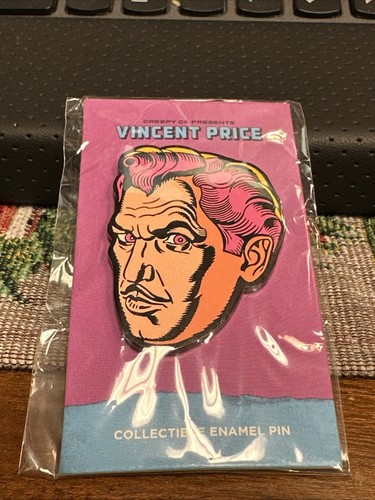 CREEPY CO PRESENTS
VINCENT PRICE
COLLECTIBLE ENAMEL PIN